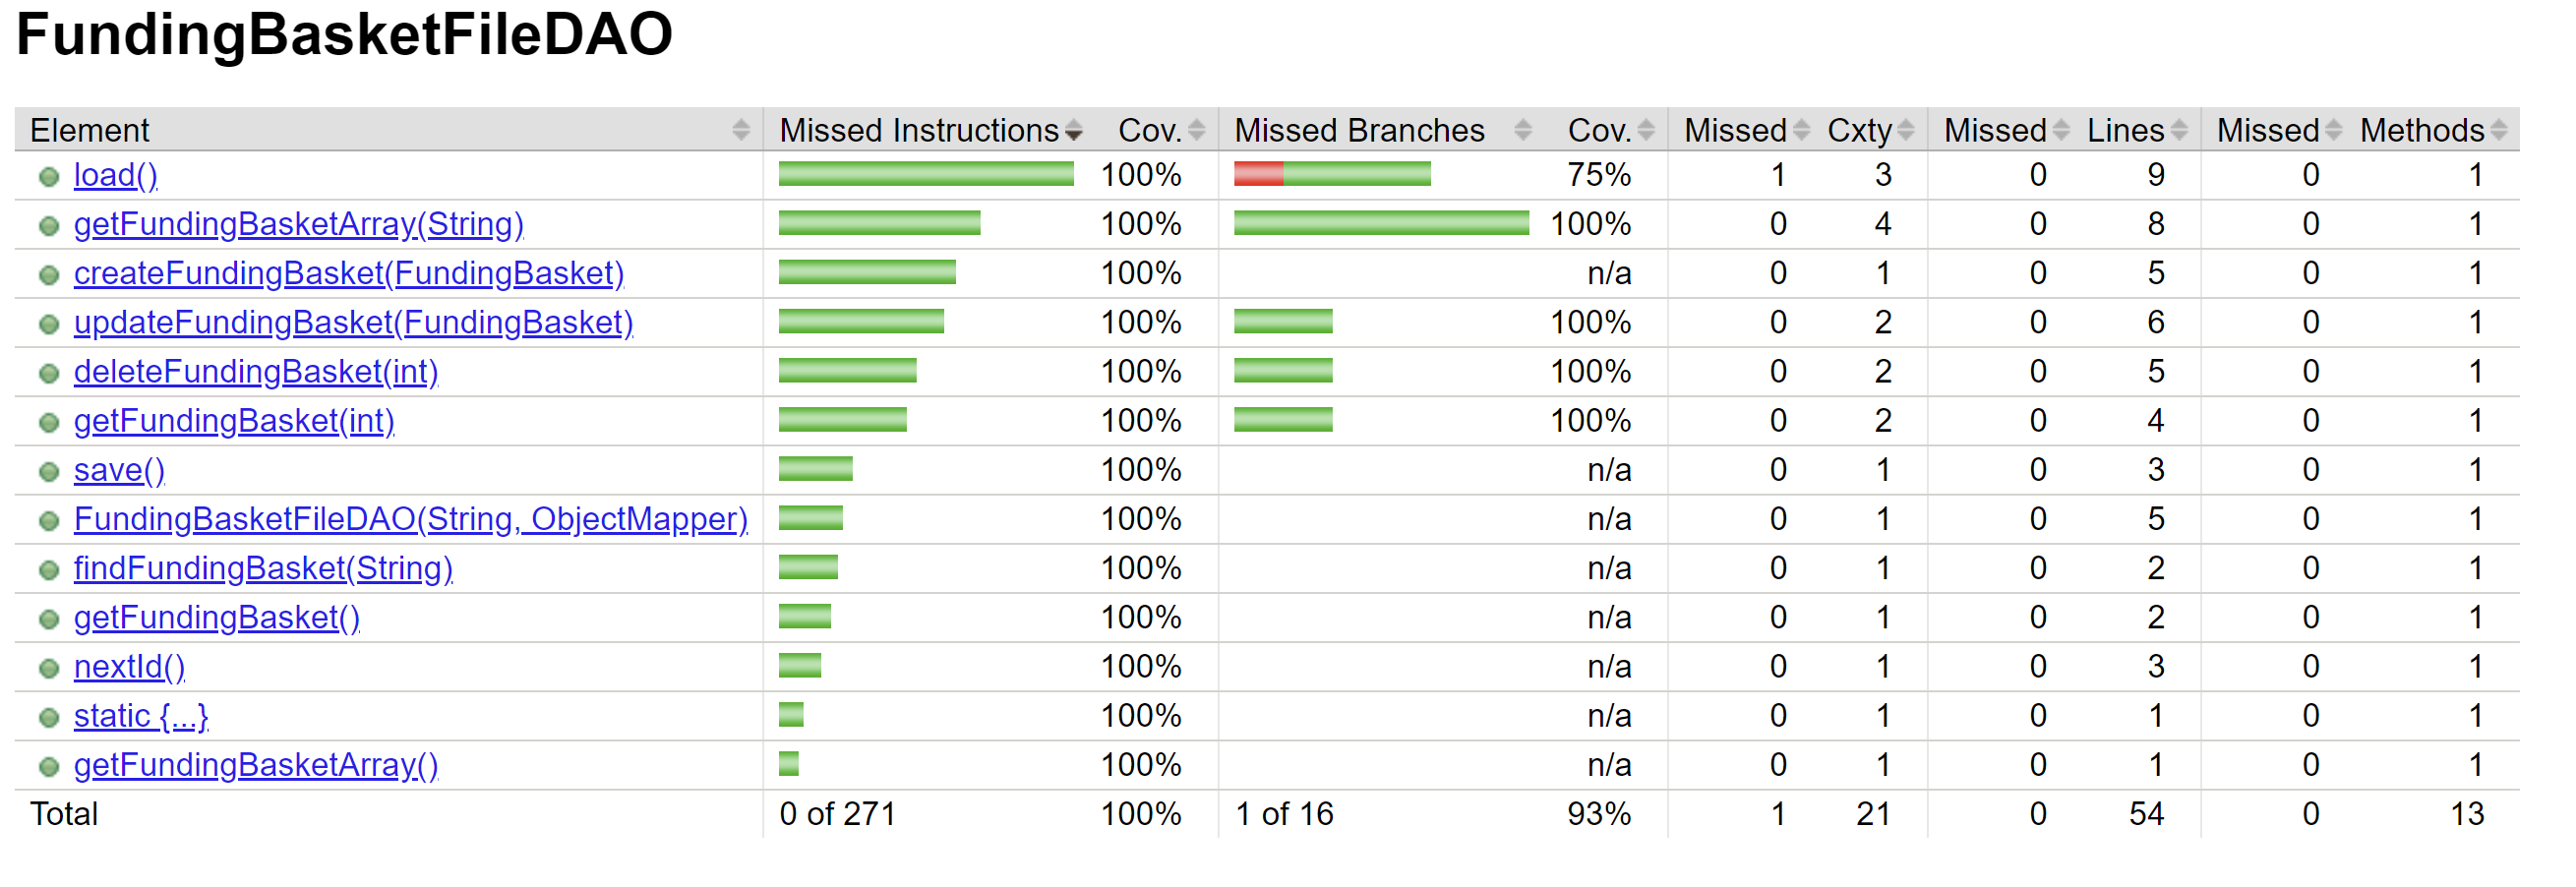 FundingBasketFileDAO
Element Missed Instructions Cov. Missed Branches Cov. Missed Cxty Missed Lines Missed Methods
load() 100% 75% 1 3 0 9 0 1
getFundingBasketArray(String) 100% 100% 0 4 0 8 0 1
createFundingBasket(FundingBasket) 100% n/a 0 1 0 5 0 1
updateFundingBasket(FundingBasket) 100% 100% 0 2 0 6 0 1
deleteFundingBasket(int) 100% 100% 0 2 0 5 0 1
getFundingBasket(int) 100% 100% 0 2 0 4 0 1
save() 100% n/a 0 1 0 3 0 1
FundingBasketFileDAO(String, ObjectMapper) 100% n/a 0 1 0 5 0 1
findFundingBasket(String) 100% n/a 0 1 0 2 0 1
getFundingBasket() 100% n/a 0 1 0 2 0 1
nextId() 100% n/a 0 1 0 3 0 1
static {...} 100% n/a 0 1 0 1 0 1
getFundingBasketArray() 100% n/a 0 1 0 1 0 1
Total 0 of 271 100% 1 of 16 93% 1 21 0 54 0 13